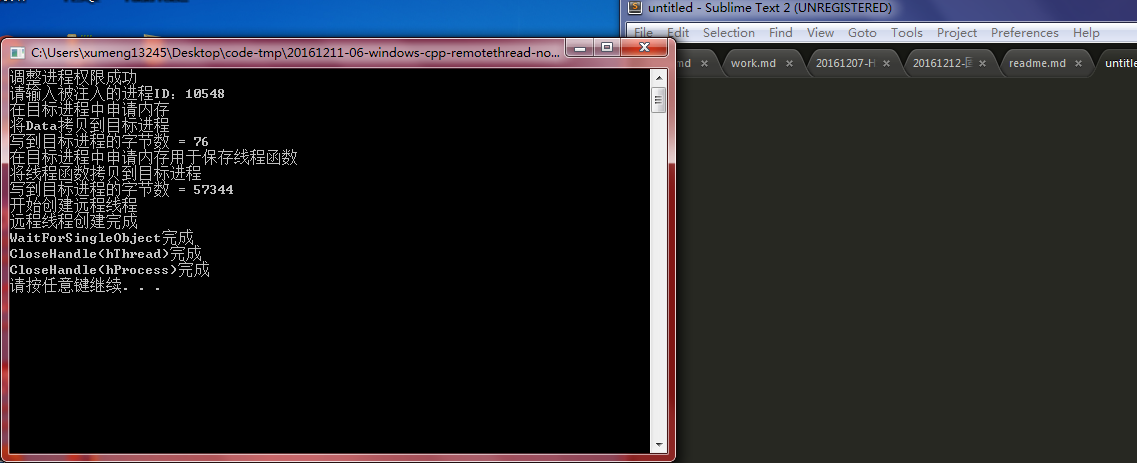 untitled - Sublime Text 2 (UNREGISTERED)
File Edit Selection Find View Goto Tools Project Preferences Help
md × work.md × 20161207-H × 20161212- × readme.md × untitle
C:\Users\xumeng13245\Desktop\code-tmp\20161211-06-windows-cpp-remotethread-no...
调整进程权限成功
请输入被注入的进程ID：10548
在目标进程中申请内存
将Data拷贝到目标进程
写到目标进程的字节数 = 76
在目标进程中申请内存用于保存线程函数
将线程函数拷贝到目标进程
写到目标进程的字节数 = 57344
开始创建远程线程
远程线程创建完成
WaitForSingleObject完成
CloseHandle(hThread)完成
CloseHandle(hProcess)完成
请按任意键继续. . .